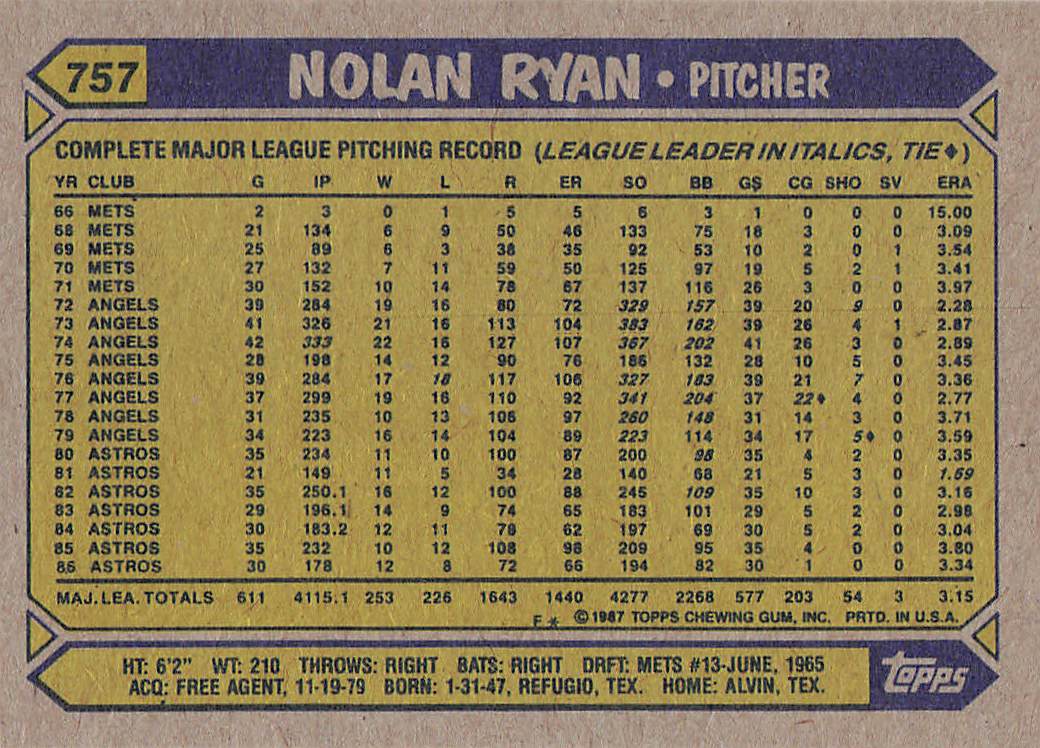 757 NOLAN RYAN • PITCHER
COMPLETE MAJOR LEAGUE PITCHING RECORD (LEAGUE LEADER IN ITALICS, TIE♦)
YR CLUB G IP W L R ER SO BB GS CG SHO SV ERA
66 METS 2 3 0 1 5 5 6 3 1 0 0 0 15.00
68 METS 21 134 6 9 50 46 133 75 18 3 0 0 3.09
69 METS 25 89 6 3 38 35 92 53 10 2 0 1 3.54
70 METS 27 132 7 11 59 50 125 97 19 5 2 1 3.41
71 METS 30 152 10 14 78 67 137 116 26 3 0 0 3.97
72 ANGELS 39 284 19 16 80 72 329 157 39 20 9 0 2.28
73 ANGELS 41 326 21 16 113 104 383 162 39 26 4 1 2.87
74 ANGELS 42 333 22 16 127 107 367 202 41 26 3 0 2.89
75 ANGELS 28 198 14 12 90 76 186 132 28 10 5 0 3.45
76 ANGELS 39 284 17 18 117 106 327 183 39 21 7 0 3.36
77 ANGELS 37 299 19 16 110 92 341 204 37 22♦ 4 0 2.77
78 ANGELS 31 235 10 13 106 97 260 148 31 14 3 0 3.71
79 ANGELS 34 223 16 14 104 89 223 114 34 17 5♦ 0 3.59
80 ASTROS 35 234 11 10 100 87 200 98 35 4 2 0 3.35
81 ASTROS 21 149 11 5 34 28 140 68 21 5 3 0 1.69
82 ASTROS 35 250.1 16 12 100 88 245 109 35 10 3 0 3.16
83 ASTROS 29 196.1 14 9 74 65 183 101 29 5 2 0 2.98
84 ASTROS 30 183.2 12 11 78 62 197 69 30 5 2 0 3.04
85 ASTROS 35 232 10 12 108 98 209 95 35 4 0 0 3.80
86 ASTROS 30 178 12 8 72 66 194 82 30 1 0 0 3.34
MAJ. LEA. TOTALS 611 4115.1 253 226 1643 1440 4277 2268 577 203 54 3 3.15
F* ©1987 TOPPS CHEWING GUM, INC. PRTD. IN U.S.A.
HT: 6'2" WT: 210 THROWS: RIGHT BATS: RIGHT DRFT: METS #13-JUNE, 1965
ACQ: FREE AGENT, 11-19-79 BORN: 1-31-47, REFUGIO, TEX. HOME: ALVIN, TEX.
topps